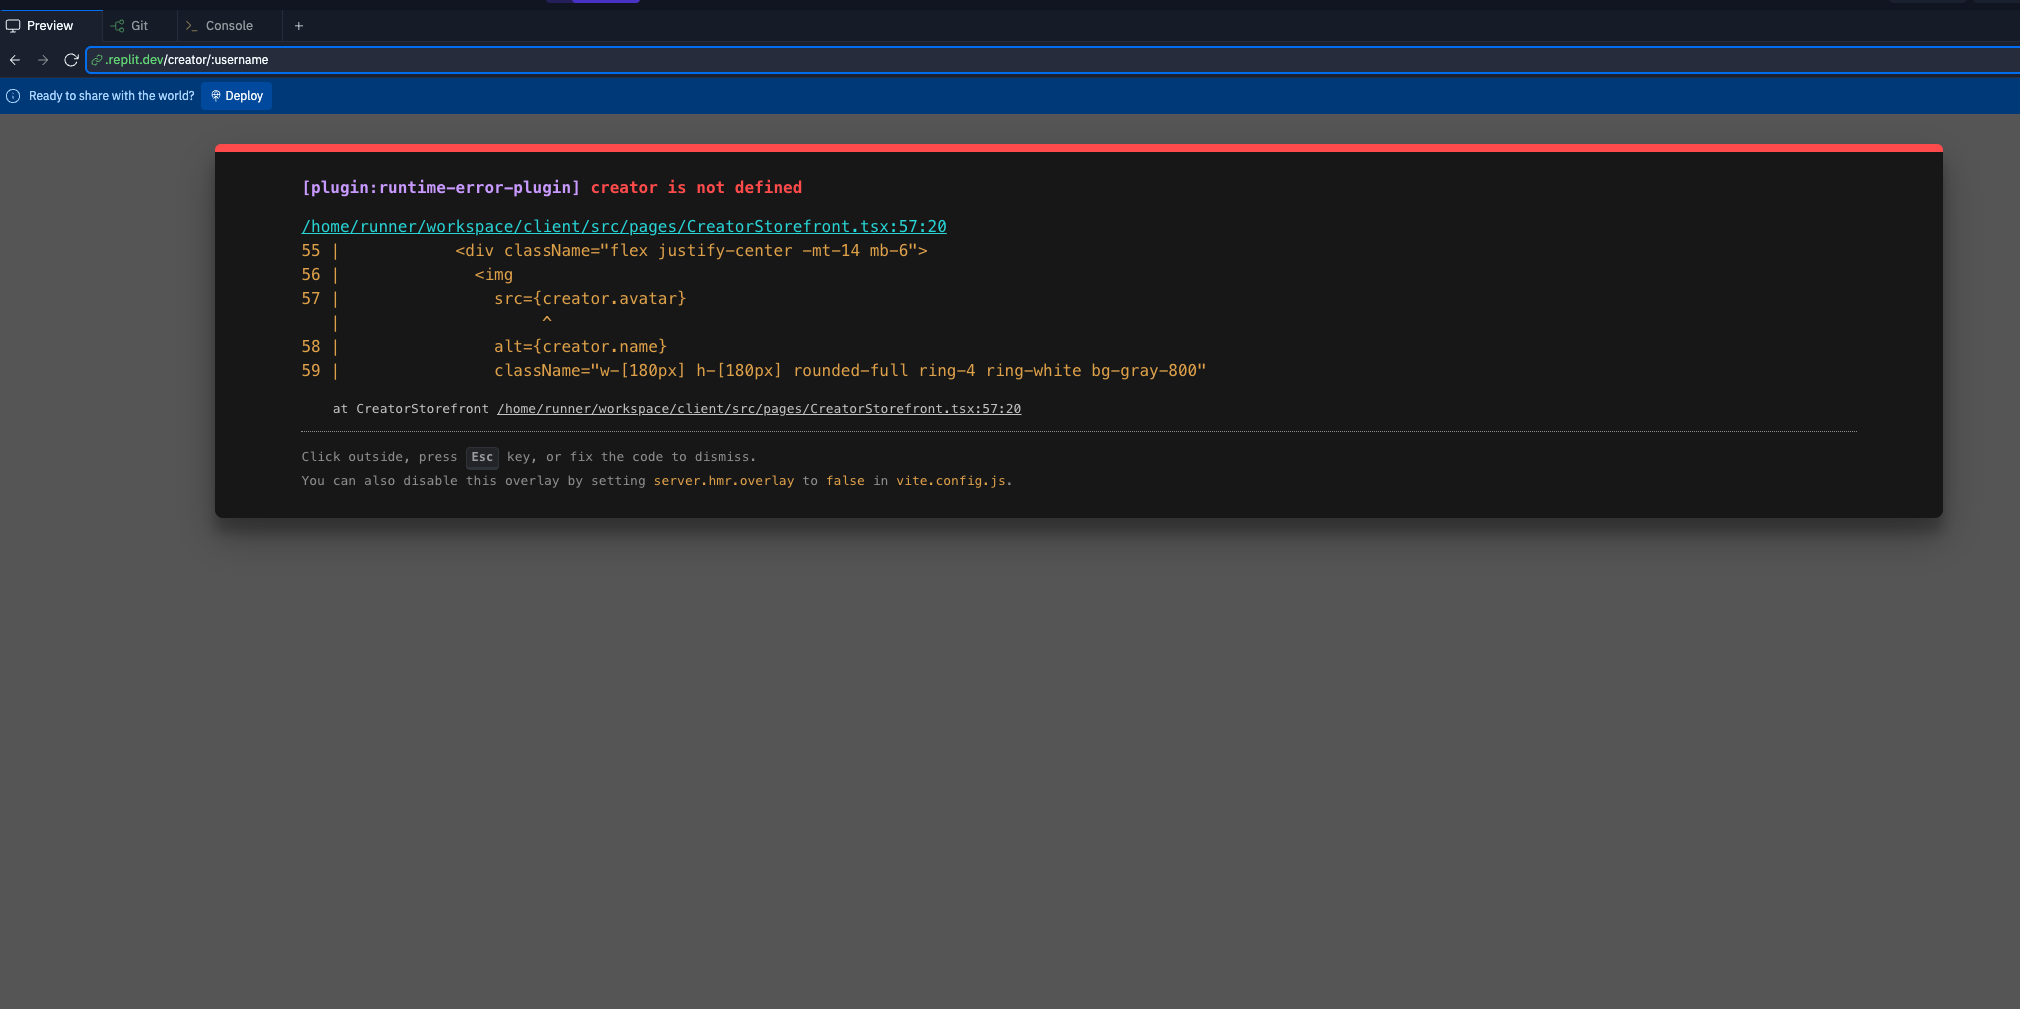 Preview
Git
Console
+
.replit.dev/creator/:username
Ready to share with the world? Deploy
[plugin:runtime-error-plugin] creator is not defined
/home/runner/workspace/client/src/pages/CreatorStorefront.tsx:57:20
55 |            <div className="flex justify-center -mt-14 mb-6">
56 |              <img
57 |                src={creator.avatar}
   |                     ^
58 |                alt={creator.name}
59 |                className="w-[180px] h-[180px] rounded-full ring-4 ring-white bg-gray-800"
at CreatorStorefront /home/runner/workspace/client/src/pages/CreatorStorefront.tsx:57:20
Click outside, press Esc key, or fix the code to dismiss.
You can also disable this overlay by setting server.hmr.overlay to false in vite.config.js.